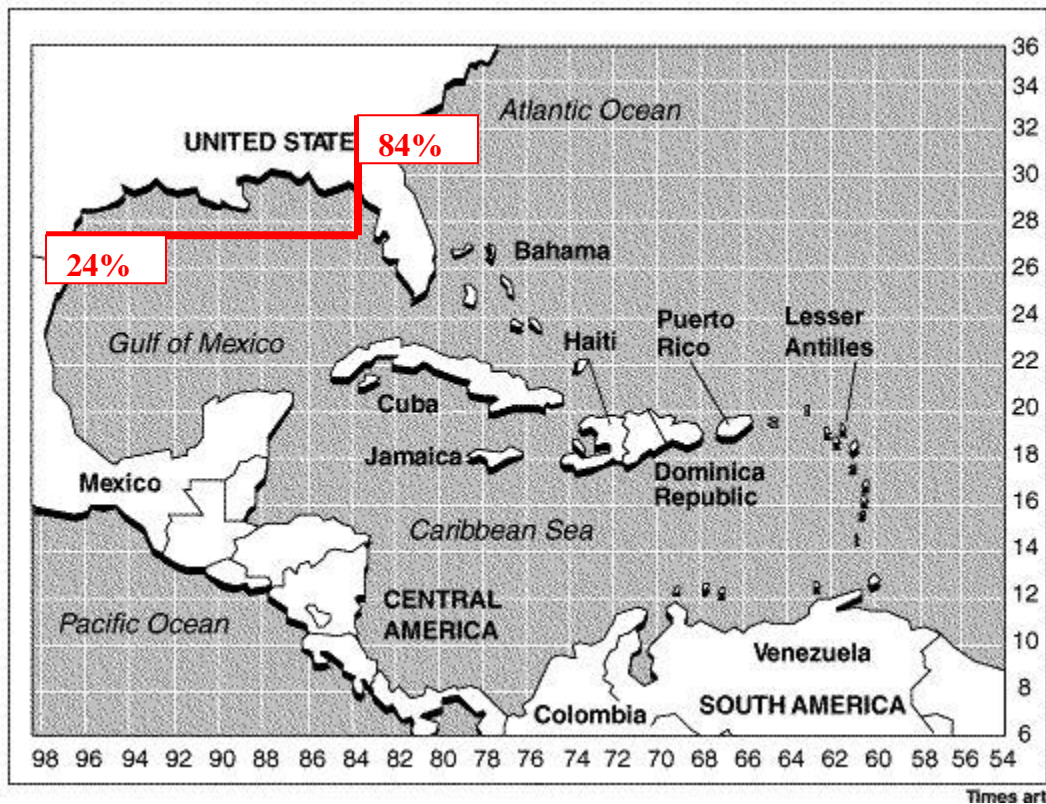 36
34
Atlantic Ocean
32
UNITED STATE
84%
30
28
Bahama
24%
26
24
Gulf of Mexico
Haiti
Puerto
Rico
Lesser
Antilles
22
Cuba
20
Jamaica
18
Mexico
Dominica
Republic
16
Caribbean Sea
14
CENTRAL
AMERICA
12
Pacific Ocean
10
Venezuela
8
Colombia
SOUTH AMERICA
6
98 96 94 92 90 88 86 84 82 80 78 76 74 72 70 68 66 64 62 60 58 56 54
Times art